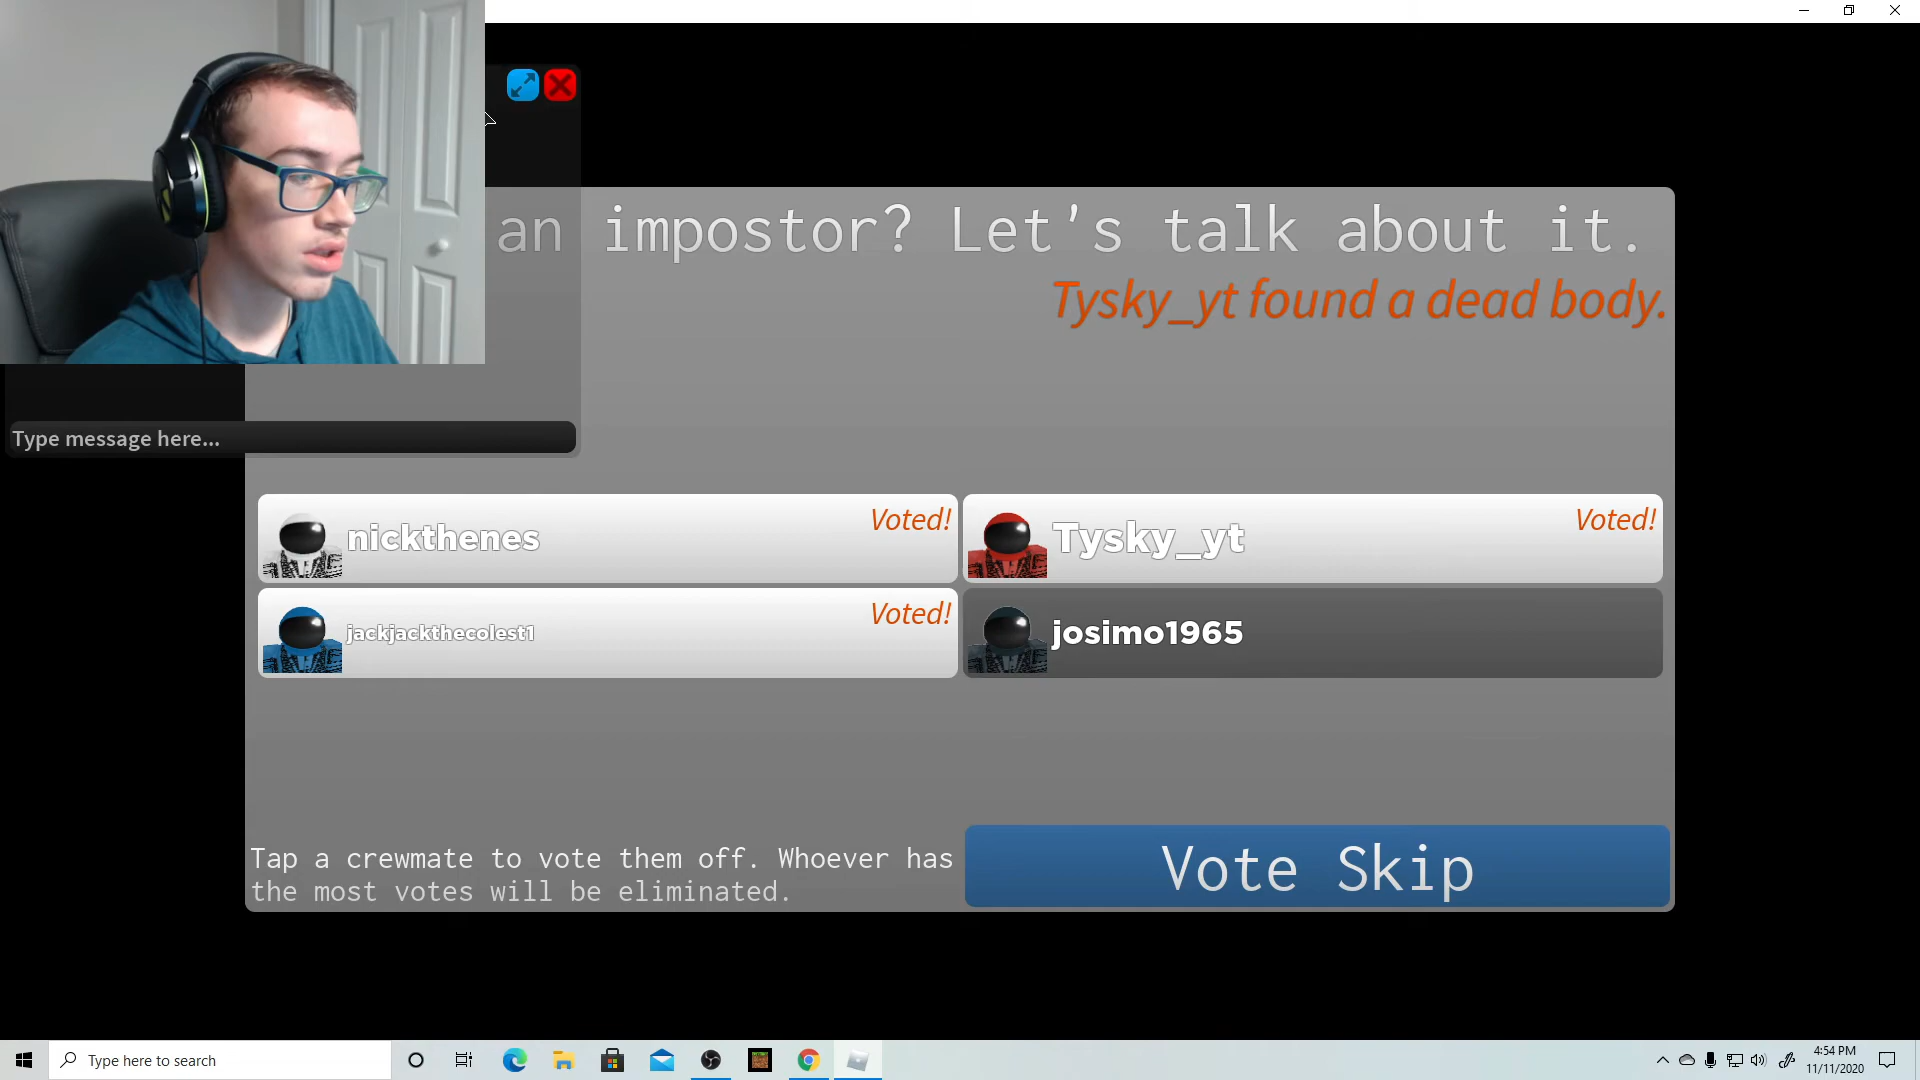 an impostor? Let's talk about it.
Tysky_yt found a dead body.
Type message here...
nickthenes
Voted!
Tysky_yt
Voted!
jackjackthecolest1
Voted!
josimo1965
Tap a crewmate to vote them off. Whoever has
the most votes will be eliminated.
Vote Skip
Type here to search
4:54 PM
11/11/2020